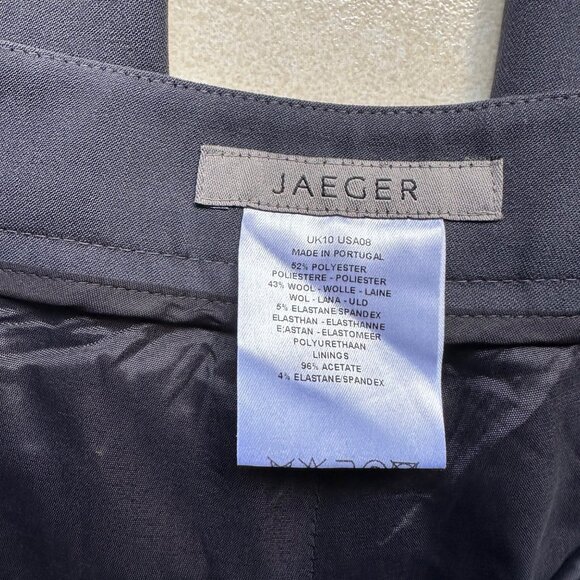 JAEGER
UK10 USA08
MADE IN PORTUGAL
52% POLYESTER
POLIESTERE - POLIESTER
43% WOOL - WOLLE - LAINE
WOL - LANA - ULD
5% ELASTANE/SPANDEX
ELASTHAN - ELASTHANNE
E:ASTAN - ELASTOMEER
POLYURETHAAN
LININGS
96% ACETATE
4% ELASTANE/SPANDEX